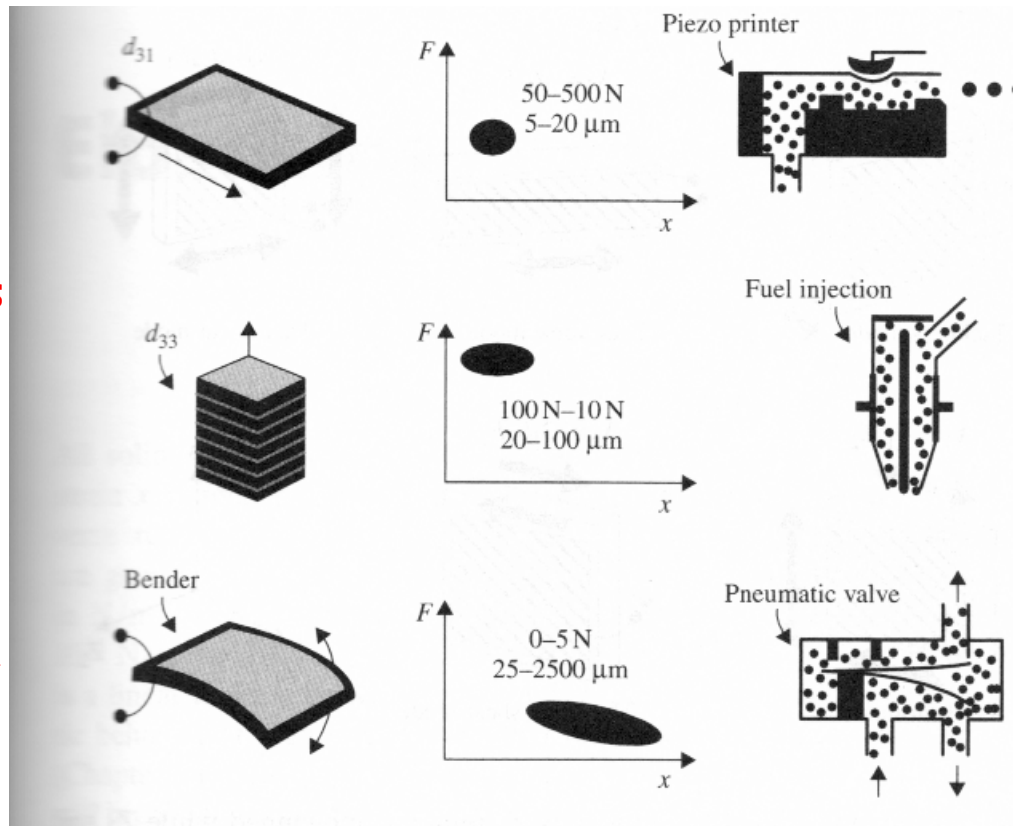 d₃₁
F
50–500 N
5–20 μm
x
Piezo printer
d₃₃
F
100 N–10 N
20–100 μm
x
Fuel injection
Bender
F
0–5 N
25–2500 μm
x
Pneumatic valve